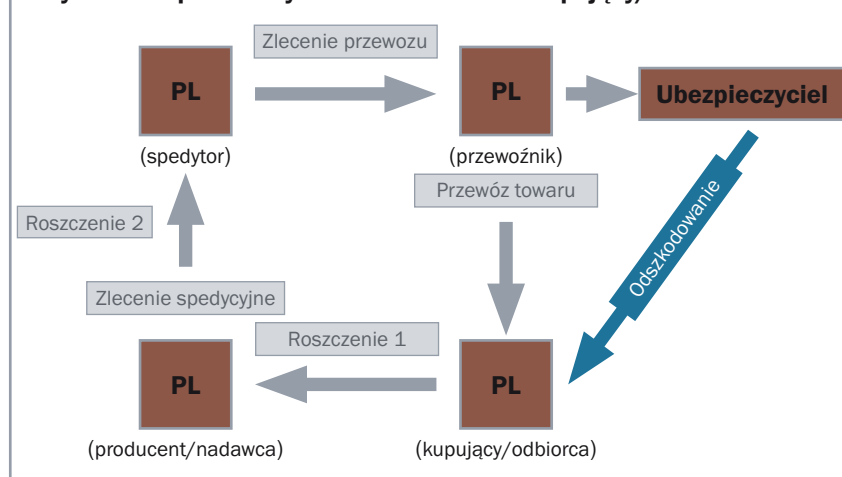 Zlecenie przewozu
PL
PL
Ubezpieczyciel
(spedytor)
(przewoźnik)
Przewóz towaru
Roszczenie 2
Odszkodowanie
Zlecenie spedycyjne
Roszczenie 1
PL
PL
(producent/nadawca)
(kupujący/odbiorca)